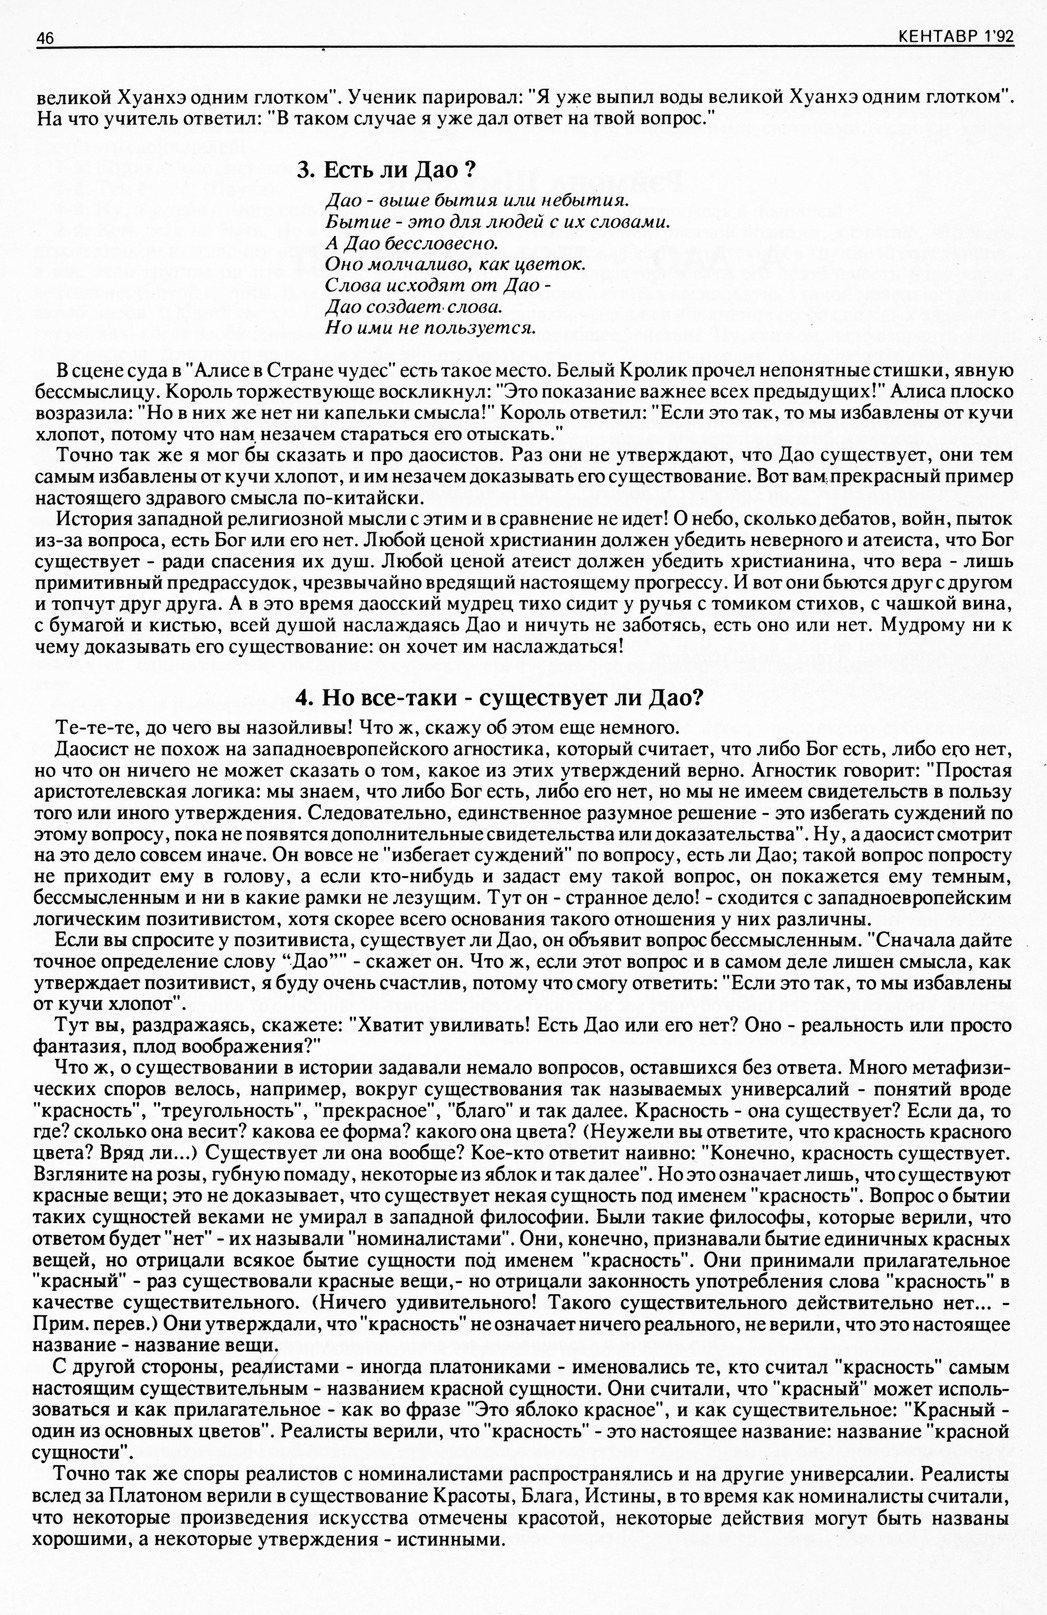 46
КЕНТАВР 1'92
великой Хуанхэ одним глотком". Ученик парировал: "Я уже выпил воды великой Хуанхэ одним глотком".
На что учитель ответил: "В таком случае я уже дал ответ на твой вопрос."
3. Есть ли Дао ?
Дао - выше бытия или небытия.
Бытие - это для людей с их словами.
А Дао бессловесно.
Оно молчаливо, как цветок.
Слова исходят от Дао -
Дао создает слова.
Но ими не пользуется.
В сцене суда в "Алисе в Стране чудес" есть такое место. Белый Кролик прочел непонятные стишки, явную
бессмыслицу. Король торжествующе воскликнул: "Это показание важнее всех предыдущих!" Алиса плоско
возразила: "Но в них же нет ни капельки смысла!" Король ответил: "Если это так, то мы избавлены от кучи
хлопот, потому что нам незачем стараться его отыскать."
Точно так же я мог бы сказать и про даосистов. Раз они не утверждают, что Дао существует, они тем
самым избавлены от кучи хлопот, и им незачем доказывать его существование. Вот вам прекрасный пример
настоящего здравого смысла по-китайски.
История западной религиозной мысли с этим и в сравнение не идет! О небо, сколько дебатов, войн, пыток
из-за вопроса, есть Бог или его нет. Любой ценой христианин должен убедить неверного и атеиста, что Бог
существует - ради спасения их душ. Любой ценой атеист должен убедить христианина, что вера - лишь
примитивный предрассудок, чрезвычайно вредящий настоящему прогрессу. И вот они бьются друг с другом
и топчут друг друга. А в это время даосский мудрец тихо сидит у ручья с томиком стихов, с чашкой вина,
с бумагой и кистью, всей душой наслаждаясь Дао и ничуть не заботясь, есть оно или нет. Мудрому ни к
чему доказывать его существование: он хочет им наслаждаться!
4. Но все-таки - существует ли Дао?
Те-те-те, до чего вы назойливы! Что ж, скажу об этом еще немного.
Даосист не похож на западноевропейского агностика, который считает, что либо Бог есть, либо его нет,
но что он ничего не может сказать о том, какое из этих утверждений верно. Агностик говорит: "Простая
аристотелевская логика: мы знаем, что либо Бог есть, либо его нет, но мы не имеем свидетельств в пользу
того или иного утверждения. Следовательно, единственное разумное решение - это избегать суждений по
этому вопросу, пока не появятся дополнительные свидетельства или доказательства". Ну, а даосист смотрит
на это дело совсем иначе. Он вовсе не "избегает суждений" по вопросу, есть ли Дао; такой вопрос попросту
не приходит ему в голову, а если кто-нибудь и задаст ему такой вопрос, он покажется ему темным,
бессмысленным и ни в какие рамки не лезущим. Тут он - странное дело! - сходится с западноевропейским
логическим позитивистом, хотя скорее всего основания такого отношения у них различны.
Если вы спросите у позитивиста, существует ли Дао, он объявит вопрос бессмысленным. "Сначала дайте
точное определение слову “Дао”" - скажет он. Что ж, если этот вопрос и в самом деле лишен смысла, как
утверждает позитивист, я буду очень счастлив, потому что смогу ответить: "Если это так, то мы избавлены
от кучи хлопот".
Тут вы, раздражаясь, скажете: "Хватит увиливать! Есть Дао или его нет? Оно - реальность или просто
фантазия, плод воображения?"
Что ж, о существовании в истории задавали немало вопросов, оставшихся без ответа. Много метафизи-
ческих споров велось, например, вокруг существования так называемых универсалий - понятий вроде
"красность", "треугольность", "прекрасное", "благо" и так далее. Красность - она существует? Если да, то
где? сколько она весит? какова ее форма? какого она цвета? (Неужели вы ответите, что красность красного
цвета? Вряд ли...) Существует ли она вообще? Кое-кто ответит наивно: "Конечно, красность существует.
Взгляните на розы, губную помаду, некоторые из яблок и так далее". Но это означает лишь, что существуют
красные вещи; это не доказывает, что существует некая сущность под именем "красность". Вопрос о бытии
таких сущностей веками не умирал в западной философии. Были такие философы, которые верили, что
ответом будет "нет" - их называли "номиналистами". Они, конечно, признавали бытие единичных красных
вещей, но отрицали всякое бытие сущности под именем "красность". Они принимали прилагательное
"красный" - раз существовали красные вещи,- но отрицали законность употребления слова "красность" в
качестве существительного. (Ничего удивительного! Такого существительного действительно нет... -
Прим. перев.) Они утверждали, что "красность" не означает ничего реального, не верили, что это настоящее
название - название вещи.
С другой стороны, реалистами - иногда платониками - именовались те, кто считал "красность" самым
настоящим существительным - названием красной сущности. Они считали, что "красный" может исполь-
зоваться и как прилагательное - как во фразе "Это яблоко красное", и как существительное: "Красный -
один из основных цветов". Реалисты верили, что "красность" - это настоящее название: название "красной
сущности".
Точно так же споры реалистов с номиналистами распространялись и на другие универсалии. Реалисты
вслед за Платоном верили в существование Красоты, Блага, Истины, в то время как номиналисты считали,
что некоторые произведения искусства отмечены красотой, некоторые действия могут быть названы
хорошими, а некоторые утверждения - истинными.